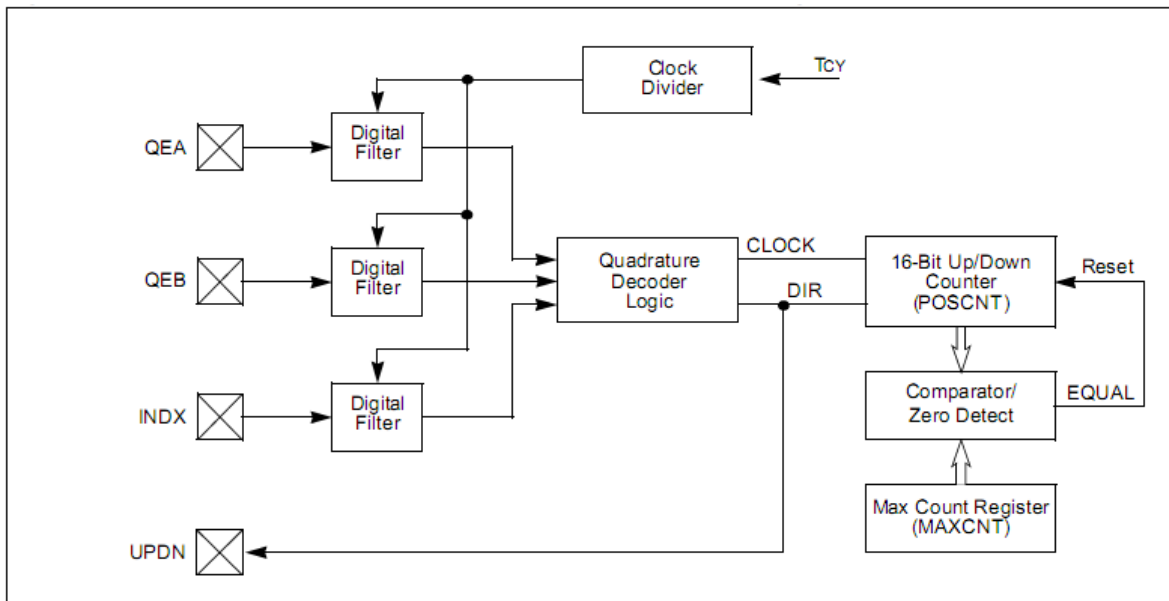 Clock
Divider
TCY
QEA
Digital
Filter
QEB
Digital
Filter
Quadrature
Decoder
Logic
CLOCK
DIR
16-Bit Up/Down
Counter
(POSCNT)
Reset
INDX
Digital
Filter
Comparator/
Zero Detect
EQUAL
Max Count Register
(MAXCNT)
UPDN